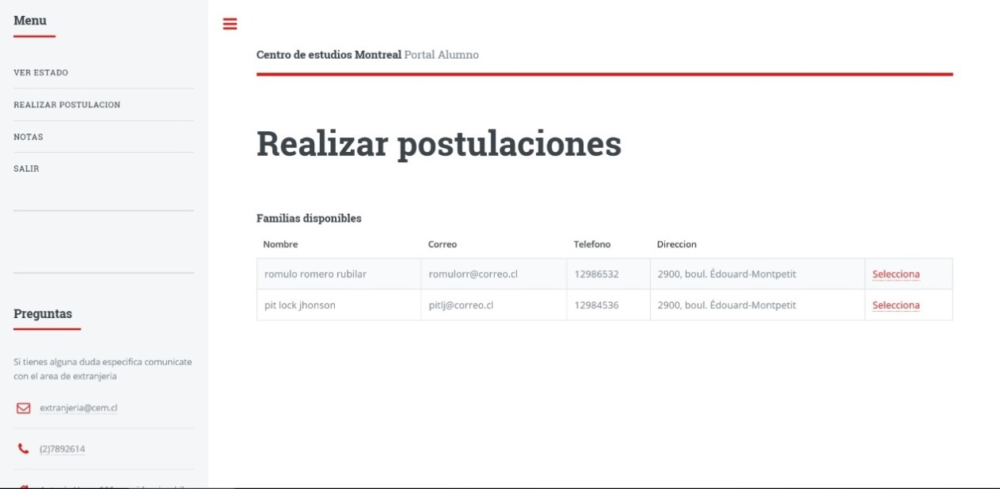 Menu
VER ESTADO
REALIZAR POSTULACION
NOTAS
SALIR
Preguntas
Si tienes alguna duda especifica comunicate
con el area de extranjeria
extranjeria@cem.cl
(2)7892614
Centro de estudios Montreal Portal Alumno
Realizar postulaciones
Familias disponibles
Nombre Correo Telefono Direccion
romulo romero rubilar romulorr@correo.cl 12986532 2900, boul. Édouard-Montpetit Selecciona
pit lock jhonson pitlj@correo.cl 12984536 2900, boul. Édouard-Montpetit Selecciona